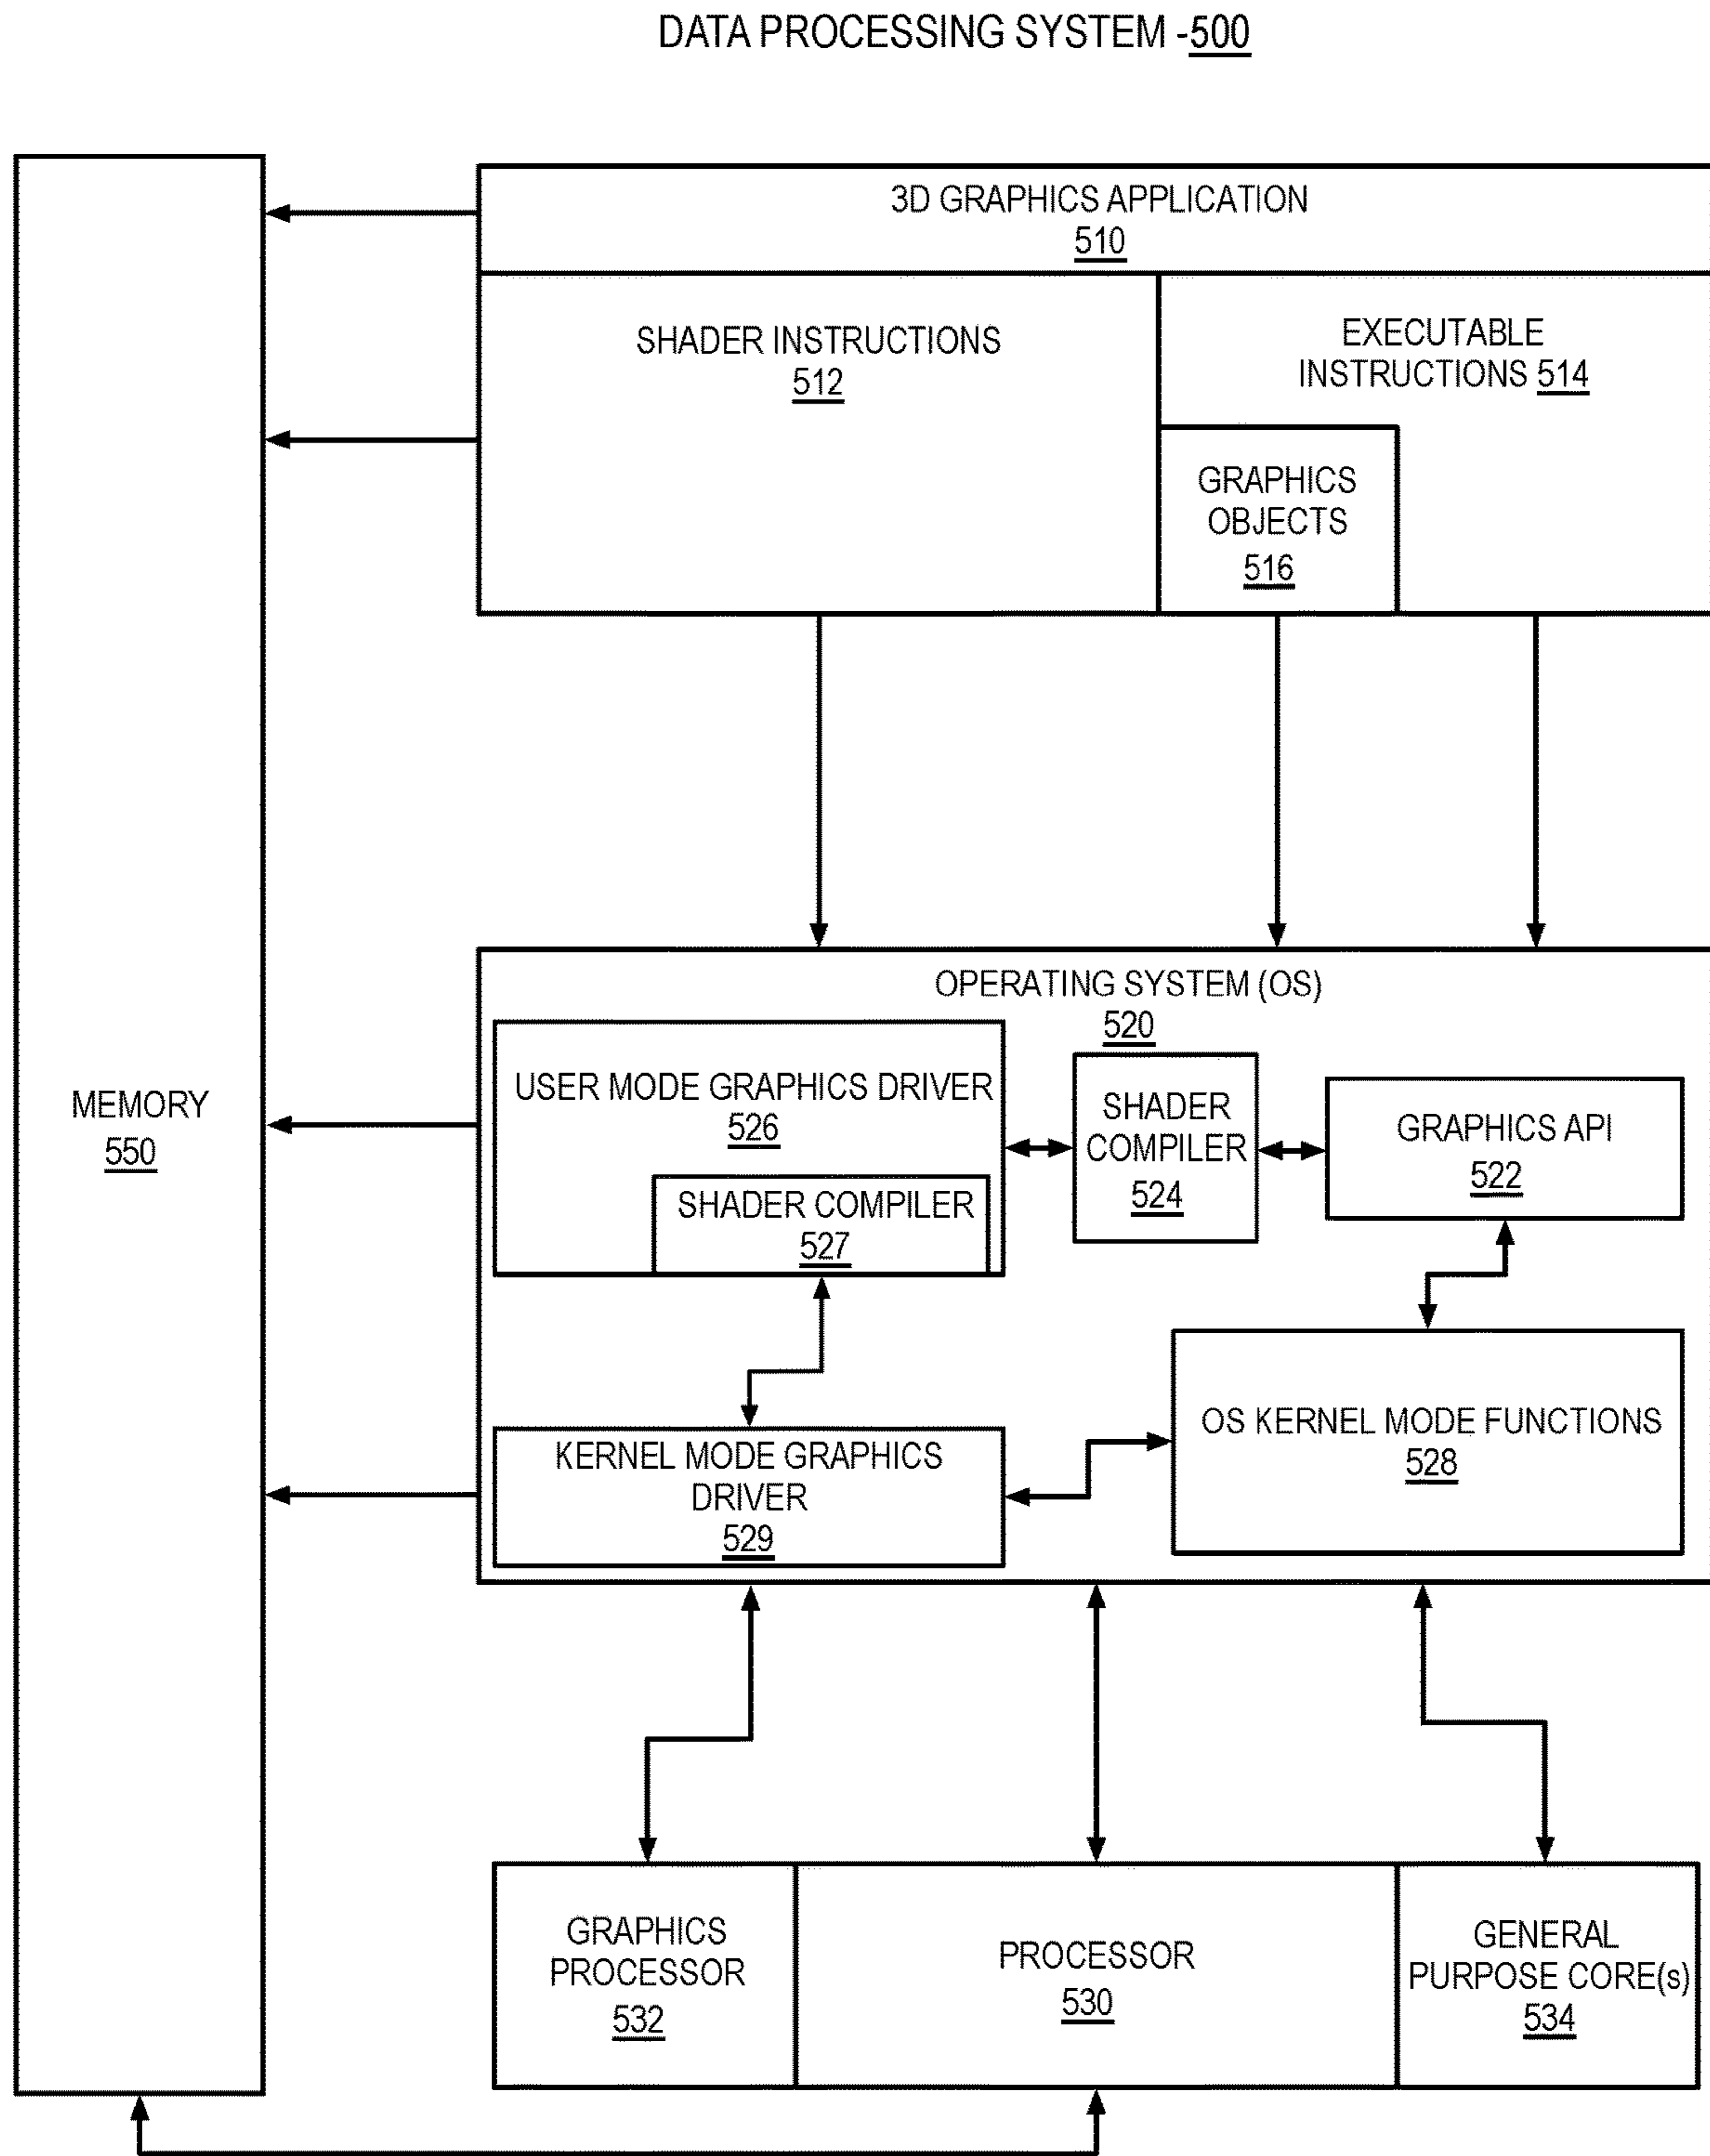 DATA PROCESSING SYSTEM -500
3D GRAPHICS APPLICATION
510
SHADER INSTRUCTIONS
512
EXECUTABLE
INSTRUCTIONS 514
GRAPHICS
OBJECTS
516
OPERATING SYSTEM (OS)
520
USER MODE GRAPHICS DRIVER
526
SHADER COMPILER
527
SHADER
COMPILER
524
GRAPHICS API
522
MEMORY
550
KERNEL MODE GRAPHICS
DRIVER
529
OS KERNEL MODE FUNCTIONS
528
GRAPHICS
PROCESSOR
532
PROCESSOR
530
GENERAL
PURPOSE CORE(s)
534